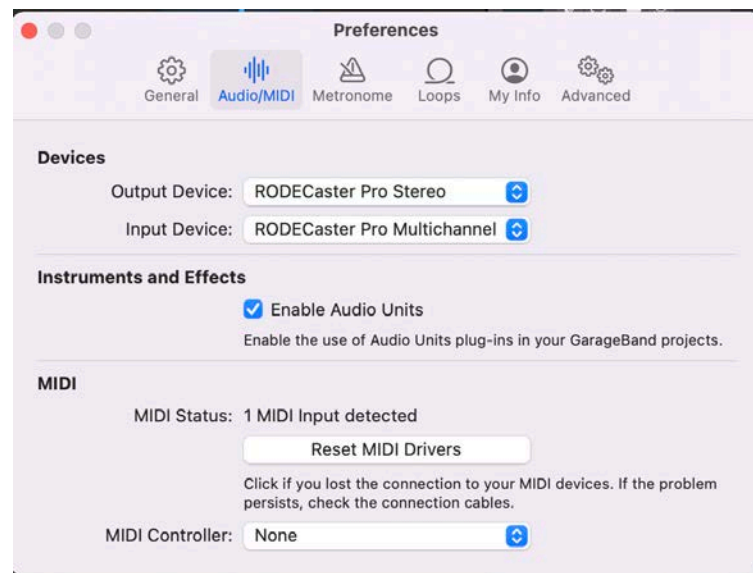 Preferences
General Audio/MIDI Metronome Loops My Info Advanced
Devices
Output Device: RODECaster Pro Stereo
Input Device: RODECaster Pro Multichannel
Instruments and Effects
Enable Audio Units
Enable the use of Audio Units plug-ins in your GarageBand projects.
MIDI
MIDI Status: 1 MIDI Input detected
Reset MIDI Drivers
Click if you lost the connection to your MIDI devices. If the problem
persists, check the connection cables.
MIDI Controller: None